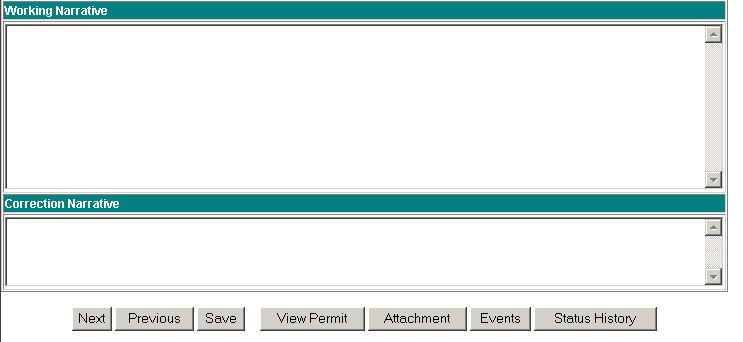 Working Narrative
Correction Narrative
Next Previous Save View Permit Attachment Events Status History